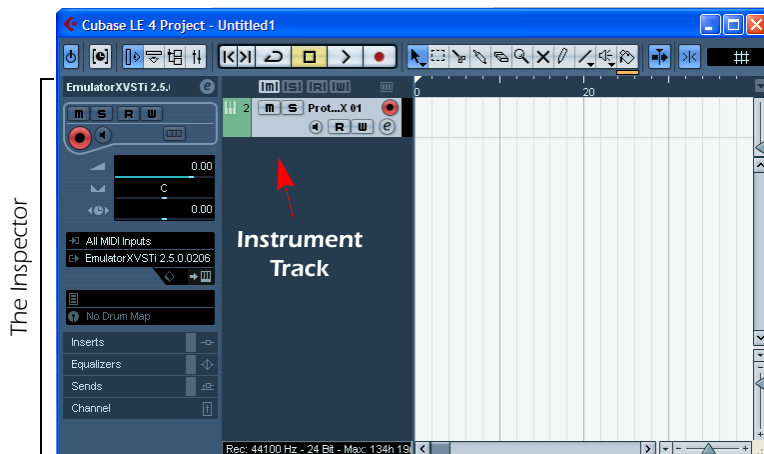 Cubase LE 4 Project - Untitled1
EmulatorXVSTi 2.5.(
e
m S R W
0.00
C
0.00
All MIDI Inputs
EmulatorXVSTi 2.5.0.0206
No Drum Map
Inserts
Equalizers
Sends
Channel
m S R W
2 m S Prot...X 01
R W e
Instrument
Track
Rec: 44100 Hz - 24 Bit - Max: 134h 19
0 20
The Inspector